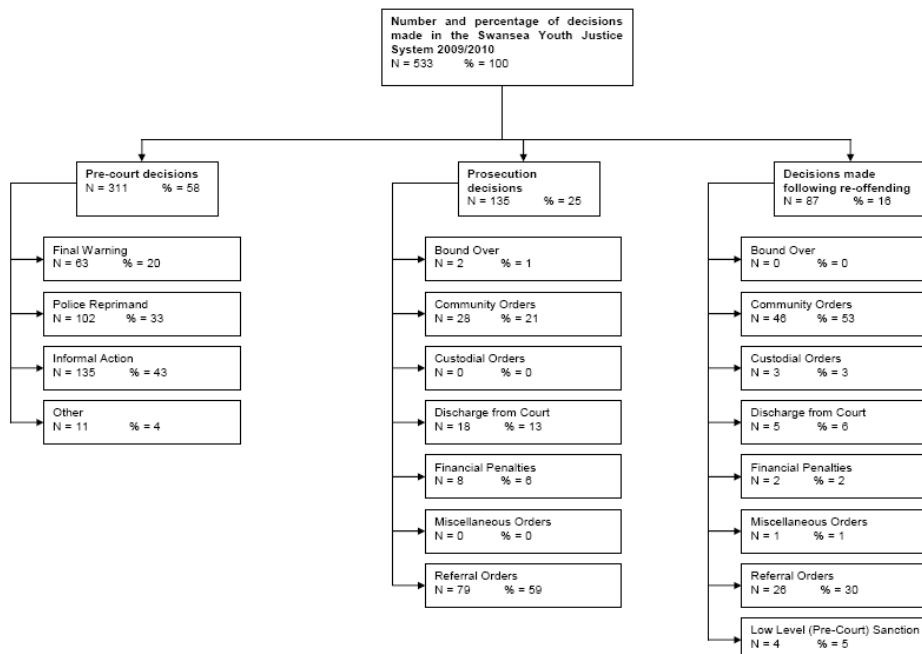 Number and percentage of decisions
made in the Swansea Youth Justice
System 2009/2010
N = 533 % = 100
Pre-court decisions
N = 311 % = 58
Final Warning
N = 63 % = 20
Police Reprimand
N = 102 % = 33
Informal Action
N = 135 % = 43
Other
N = 11 % = 4
Prosecution
decisions
N = 135 % = 25
Bound Over
N = 2 % = 1
Community Orders
N = 28 % = 21
Custodial Orders
N = 0 % = 0
Discharge from Court
N = 18 % = 13
Financial Penalties
N = 8 % = 6
Miscellaneous Orders
N = 0 % = 0
Referral Orders
N = 79 % = 59
Decisions made
following re-offending
N = 87 % = 16
Bound Over
N = 0 % = 0
Community Orders
N = 46 % = 53
Custodial Orders
N = 3 % = 3
Discharge from Court
N = 5 % = 6
Financial Penalties
N = 2 % = 2
Miscellaneous Orders
N = 1 % = 1
Referral Orders
N = 26 % = 30
Low Level (Pre-Court) Sanction
N = 4 % = 5